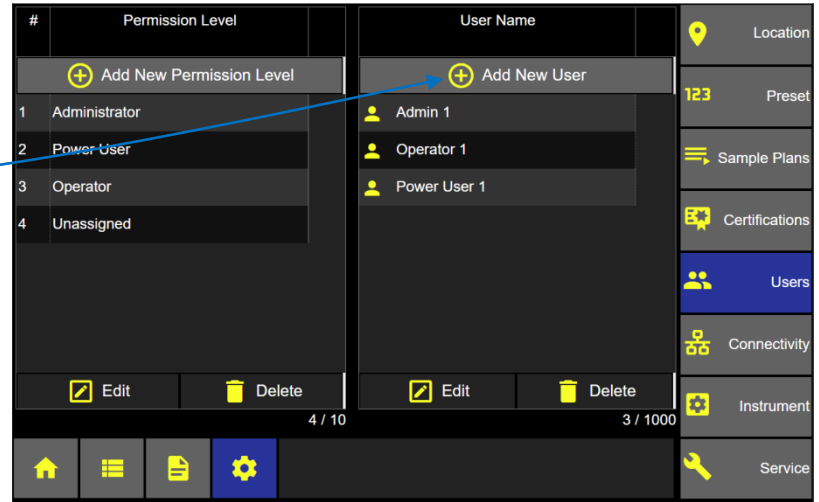 # Permission Level
Add New Permission Level
1 Administrator
2 Power User
3 Operator
4 Unassigned
Edit Delete
4 / 10
User Name
Add New User
Admin 1
Operator 1
Power User 1
Edit Delete
3 / 1000
Location
123 Preset
Sample Plans
Certifications
Users
Connectivity
Instrument
Service